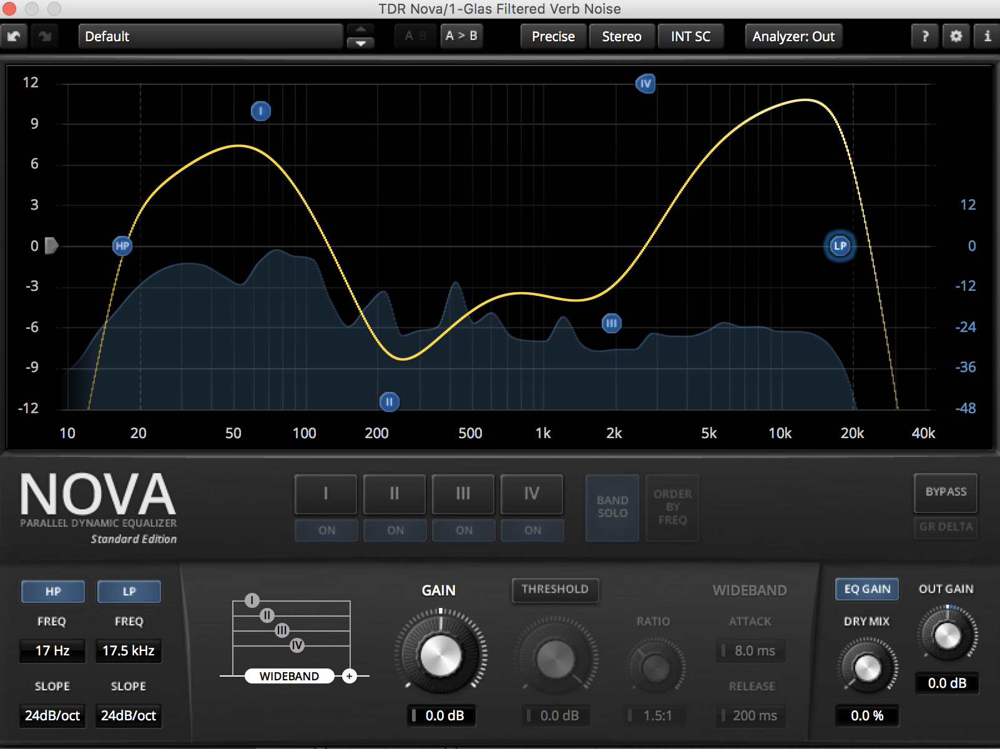 TDR Nova/1-Glas Filtered Verb Noise
Default
A B
A > B
Precise
Stereo
INT SC
Analyzer: Out
?
i
12
9
6
3
0
-3
-6
-9
-12
12
0
-12
-24
-36
-48
I
IV
HP
LP
III
II
10 20 50 100 200 500 1k 2k 5k 10k 20k 40k
NOVA
PARALLEL DYNAMIC EQUALIZER
Standard Edition
I II III IV
ON ON ON ON
BAND
SOLO
ORDER
BY
FREQ
BYPASS
GR DELTA
HP LP
FREQ FREQ
17 Hz 17.5 kHz
SLOPE SLOPE
24dB/oct 24dB/oct
I
II
III
IV
WIDEBAND +
GAIN
0.0 dB
THRESHOLD
0.0 dB
WIDEBAND
RATIO
1.5:1
ATTACK
8.0 ms
RELEASE
200 ms
EQ GAIN
DRY MIX
0.0 %
OUT GAIN
0.0 dB